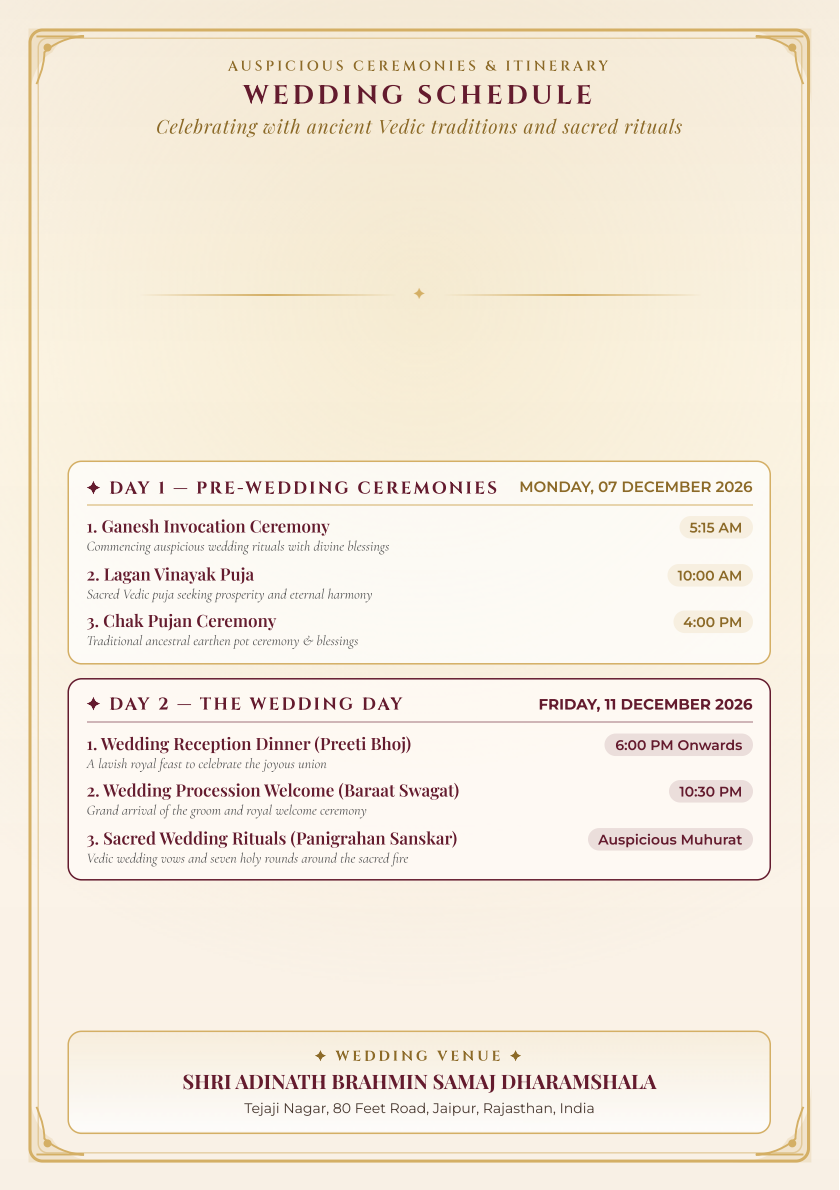 AUSPICIOUS CEREMONIES & ITINERARY
WEDDING SCHEDULE
Celebrating with ancient Vedic traditions and sacred rituals
✦
✦ DAY 1 — PRE-WEDDING CEREMONIES MONDAY, 07 DECEMBER 2026
1. Ganesh Invocation Ceremony 5:15 AM
Commencing auspicious wedding rituals with divine blessings
2. Lagan Vinayak Puja 10:00 AM
Sacred Vedic puja seeking prosperity and eternal harmony
3. Chak Pujan Ceremony 4:00 PM
Traditional ancestral earthen pot ceremony & blessings
✦ DAY 2 — THE WEDDING DAY FRIDAY, 11 DECEMBER 2026
1. Wedding Reception Dinner (Preeti Bhoj) 6:00 PM Onwards
A lavish royal feast to celebrate the joyous union
2. Wedding Procession Welcome (Baraat Swagat) 10:30 PM
Grand arrival of the groom and royal welcome ceremony
3. Sacred Wedding Rituals (Panigrahan Sanskar) Auspicious Muhurat
Vedic wedding vows and seven holy rounds around the sacred fire
✦ WEDDING VENUE ✦
SHRI ADINATH BRAHMIN SAMAJ DHARAMSHALA
Tejaji Nagar, 80 Feet Road, Jaipur, Rajasthan, India